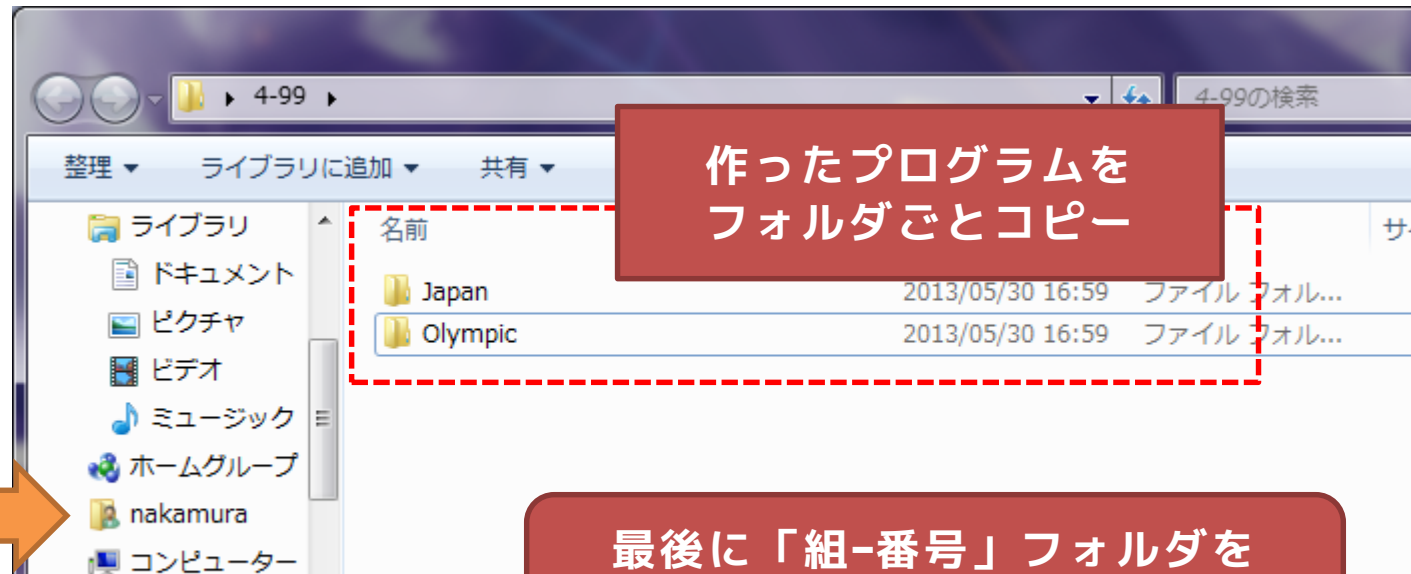 4-99
4-99の検索
整理
ライブラリに追加
共有
作ったプログラムを
フォルダごとコピー
ライブラリ
ドキュメント
ピクチャ
ビデオ
ミュージック
ホームグループ
nakamura
コンピューター
名前
サ
Japan 2013/05/30 16:59 ファイル フォル...
Olympic 2013/05/30 16:59 ファイル フォル...
最後に「組-番号」フォルダを